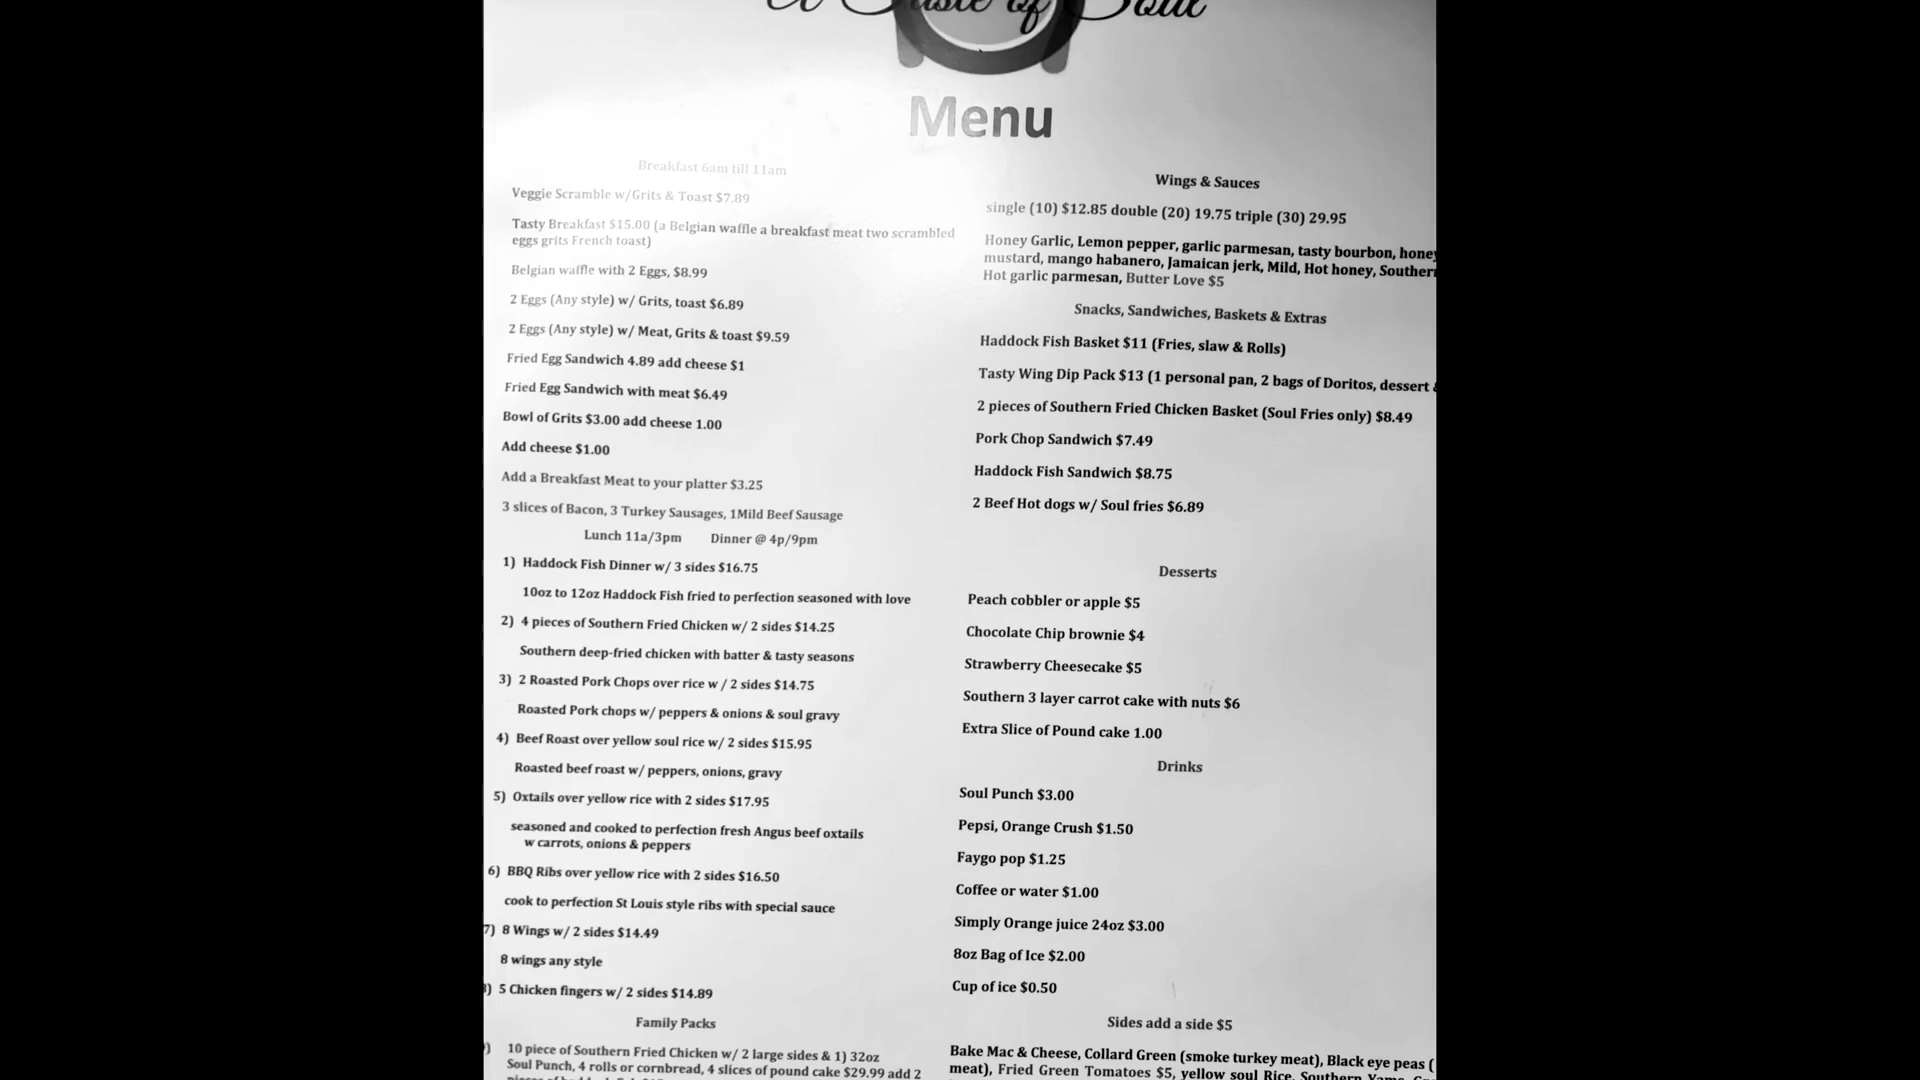 A Taste of Soul
Menu
Breakfast 6am till 11am
Veggie Scramble w/Grits & Toast $7.89
Tasty Breakfast $15.00 (a Belgian waffle a breakfast meat two scrambled
eggs grits French toast)
Belgian waffle with 2 Eggs, $8.99
2 Eggs (Any style) w/ Grits, toast $6.89
2 Eggs (Any style) w/ Meat, Grits & toast $9.59
Fried Egg Sandwich 4.89 add cheese $1
Fried Egg Sandwich with meat $6.49
Bowl of Grits $3.00 add cheese 1.00
Add cheese $1.00
Add a Breakfast Meat to your platter $3.25
3 slices of Bacon, 3 Turkey Sausages, 1Mild Beef Sausage
Lunch 11a/3pm Dinner @ 4p/9pm
1) Haddock Fish Dinner w/ 3 sides $16.75
10oz to 12oz Haddock Fish fried to perfection seasoned with love
2) 4 pieces of Southern Fried Chicken w/ 2 sides $14.25
Southern deep-fried chicken with batter & tasty seasons
3) 2 Roasted Pork Chops over rice w / 2 sides $14.75
Roasted Pork chops w/ peppers & onions & soul gravy
4) Beef Roast over yellow soul rice w/ 2 sides $15.95
Roasted beef roast w/ peppers, onions, gravy
5) Oxtails over yellow rice with 2 sides $17.95
seasoned and cooked to perfection fresh Angus beef oxtails
w carrots, onions & peppers
6) BBQ Ribs over yellow rice with 2 sides $16.50
cook to perfection St Louis style ribs with special sauce
7) 8 Wings w/ 2 sides $14.49
8 wings any style
) 5 Chicken fingers w/ 2 sides $14.89
Family Packs
) 10 piece of Southern Fried Chicken w/ 2 large sides & 1) 32oz
Soul Punch, 4 rolls or cornbread, 4 slices of pound cake $29.99 add 2
Wings & Sauces
single (10) $12.85 double (20) 19.75 triple (30) 29.95
Honey Garlic, Lemon pepper, garlic parmesan, tasty bourbon, honey
mustard, mango habanero, Jamaican jerk, Mild, Hot honey, Southern
Hot garlic parmesan, Butter Love $5
Snacks, Sandwiches, Baskets & Extras
Haddock Fish Basket $11 (Fries, slaw & Rolls)
Tasty Wing Dip Pack $13 (1 personal pan, 2 bags of Doritos, dessert &
2 pieces of Southern Fried Chicken Basket (Soul Fries only) $8.49
Pork Chop Sandwich $7.49
Haddock Fish Sandwich $8.75
2 Beef Hot dogs w/ Soul fries $6.89
Desserts
Peach cobbler or apple $5
Chocolate Chip brownie $4
Strawberry Cheesecake $5
Southern 3 layer carrot cake with nuts $6
Extra Slice of Pound cake 1.00
Drinks
Soul Punch $3.00
Pepsi, Orange Crush $1.50
Faygo pop $1.25
Coffee or water $1.00
Simply Orange juice 24oz $3.00
8oz Bag of Ice $2.00
Cup of ice $0.50
Sides add a side $5
Bake Mac & Cheese, Collard Green (smoke turkey meat), Black eye peas (
meat), Fried Green Tomatoes $5, yellow soul Rice, Southern Yams,